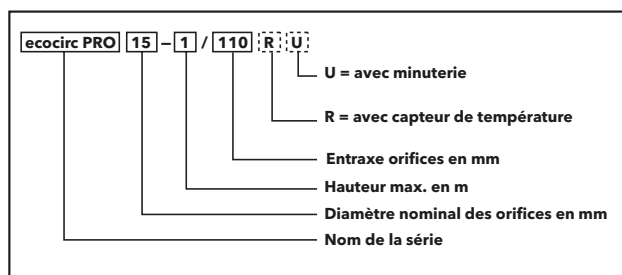 ecocirc PRO 15 – 1 / 110 R U
U = avec minuterie
R = avec capteur de température
Entraxe orifices en mm
Hauteur max. en m
Diamètre nominal des orifices en mm
Nom de la série